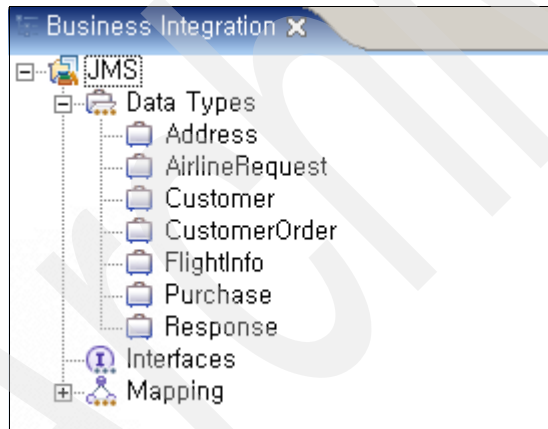 Business Integration
JMS
Data Types
Address
AirlineRequest
Customer
CustomerOrder
FlightInfo
Purchase
Response
Interfaces
Mapping